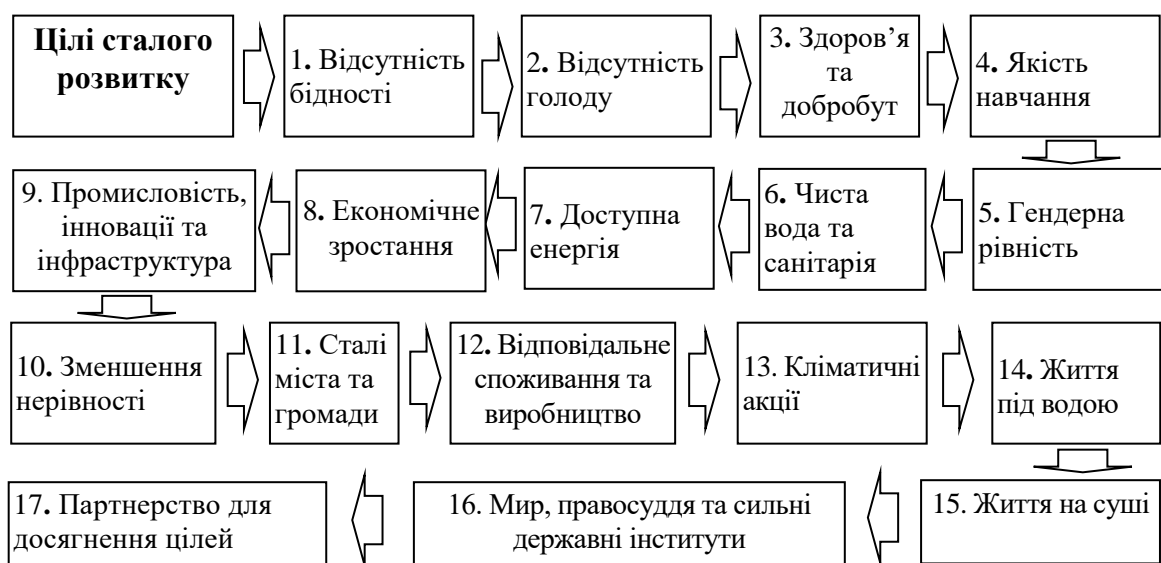 Цілі сталого
розвитку
1. Відсутність
бідності
2. Відсутність
голоду
3. Здоров’я
та
добробут
4. Якість
навчання
5. Гендерна
рівність
6. Чиста
вода та
санітарія
7. Доступна
енергія
8. Економічне
зростання
9. Промисловість,
інновації та
інфраструктура
10. Зменшення
нерівності
11. Сталі
міста та
громади
12. Відповідальне
споживання та
виробництво
13. Кліматичні
акції
14. Життя
під водою
15. Життя на суші
16. Мир, правосуддя та сильні
державні інститути
17. Партнерство для
досягнення цілей